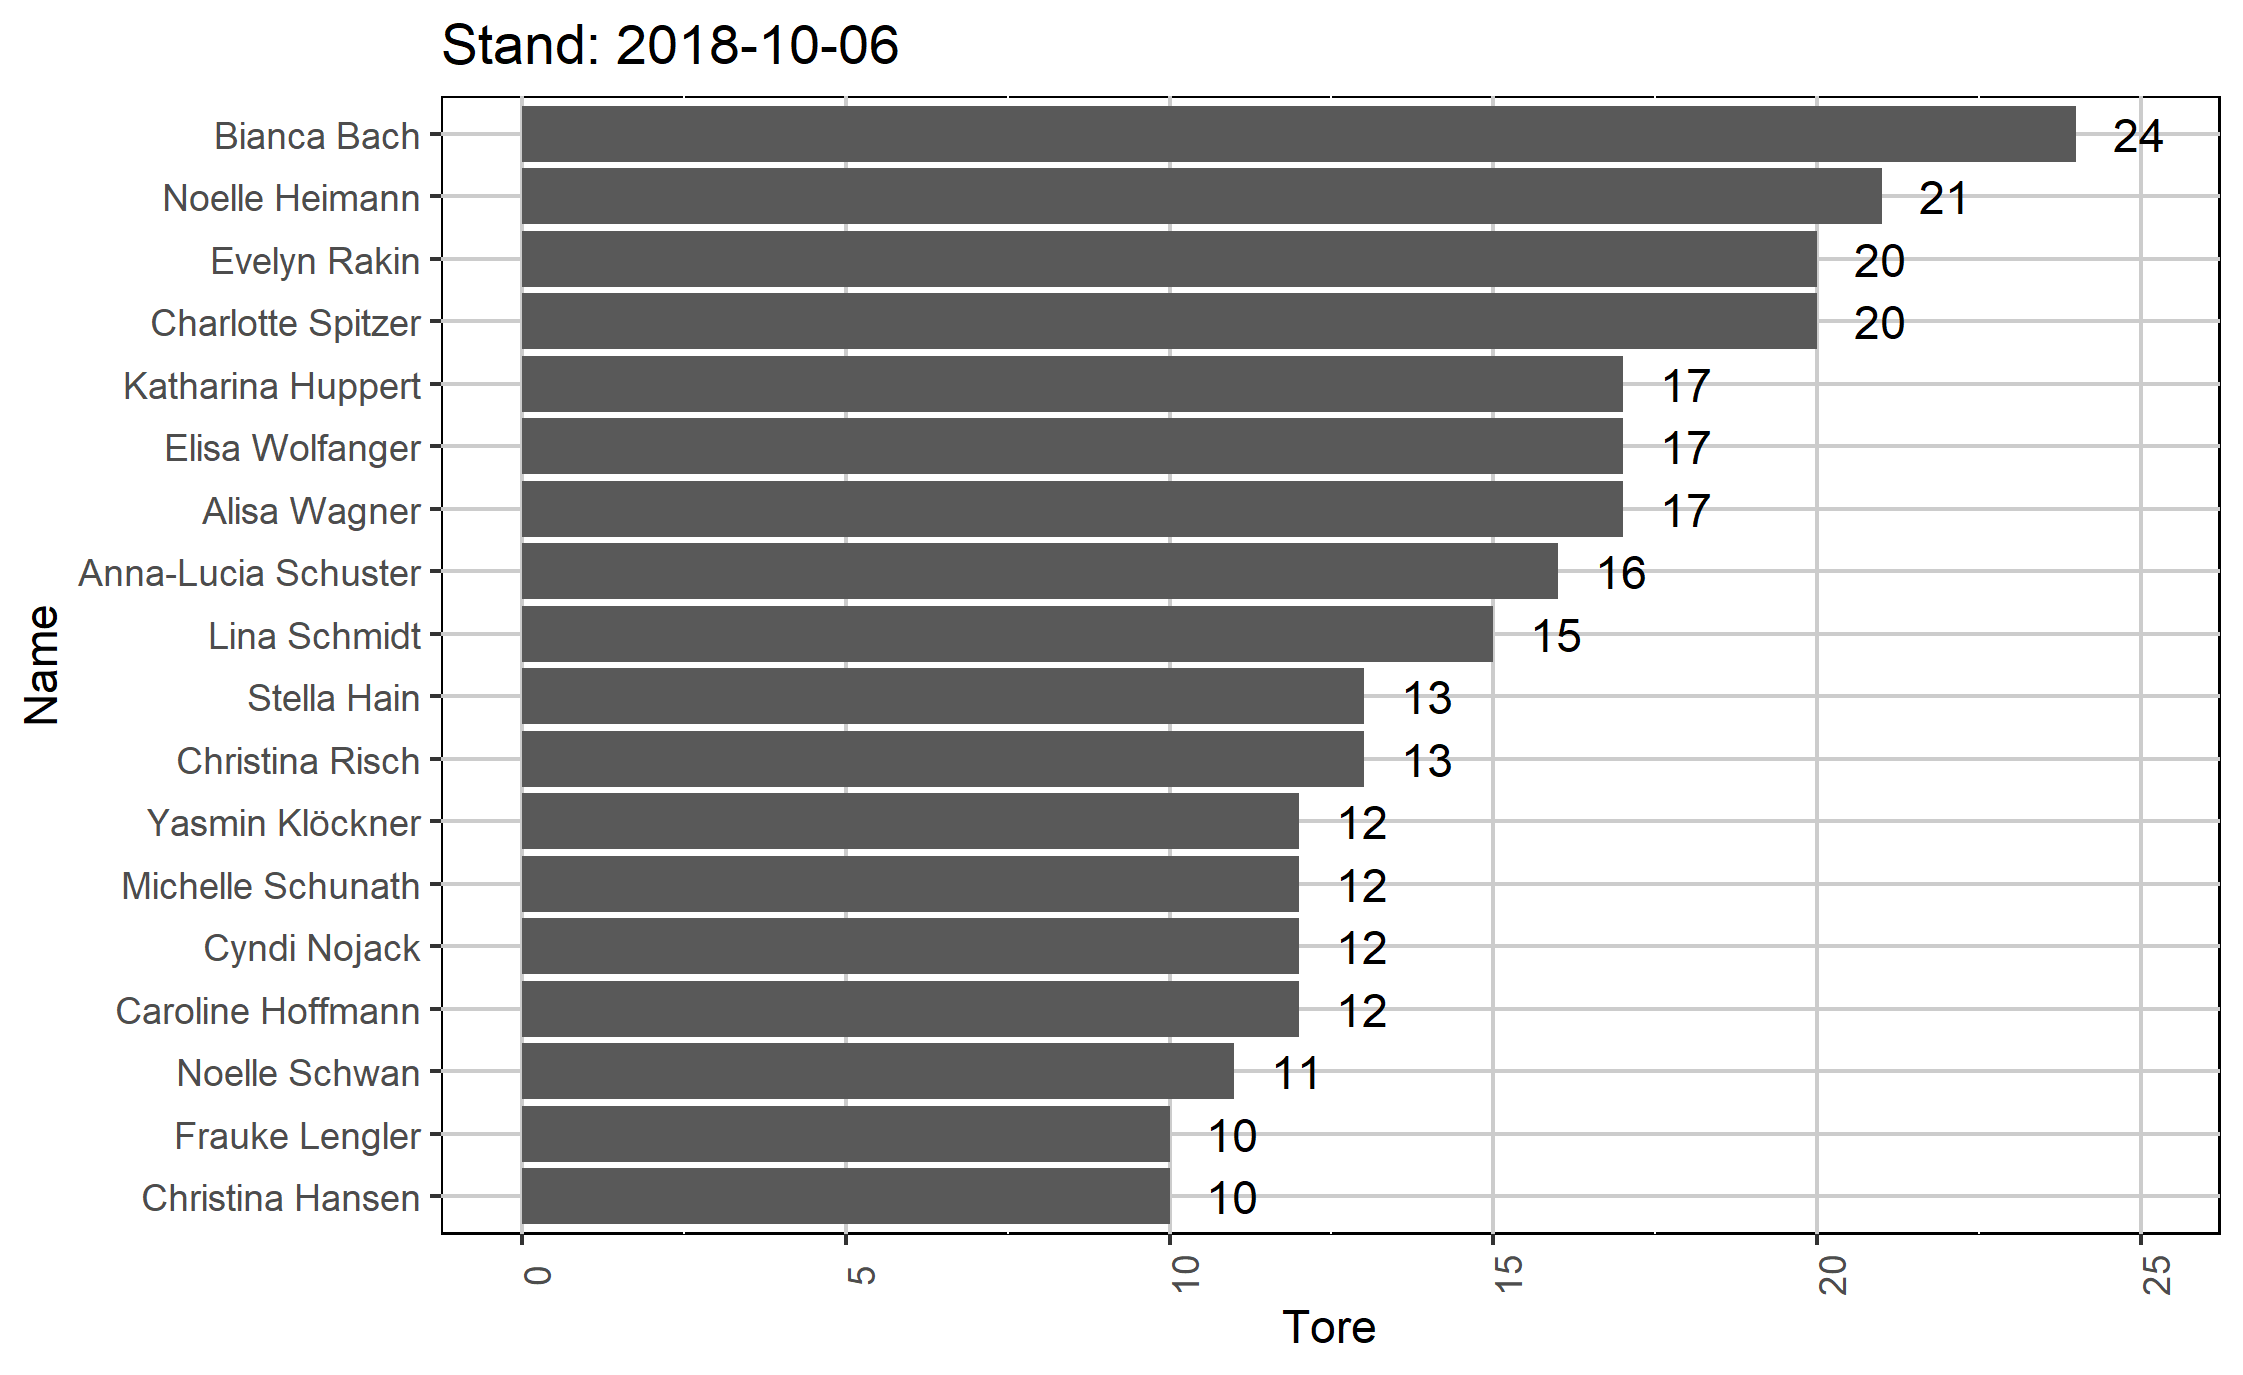 Stand: 2018-10-06
Bianca Bach 24
Noelle Heimann 21
Evelyn Rakin 20
Charlotte Spitzer 20
Katharina Huppert 17
Elisa Wolfanger 17
Alisa Wagner 17
Anna-Lucia Schuster 16
Lina Schmidt 15
Stella Hain 13
Christina Risch 13
Yasmin Klöckner 12
Michelle Schunath 12
Cyndi Nojack 12
Caroline Hoffmann 12
Noelle Schwan 11
Frauke Lengler 10
Christina Hansen 10
Name
0 5 10 15 20 25
Tore